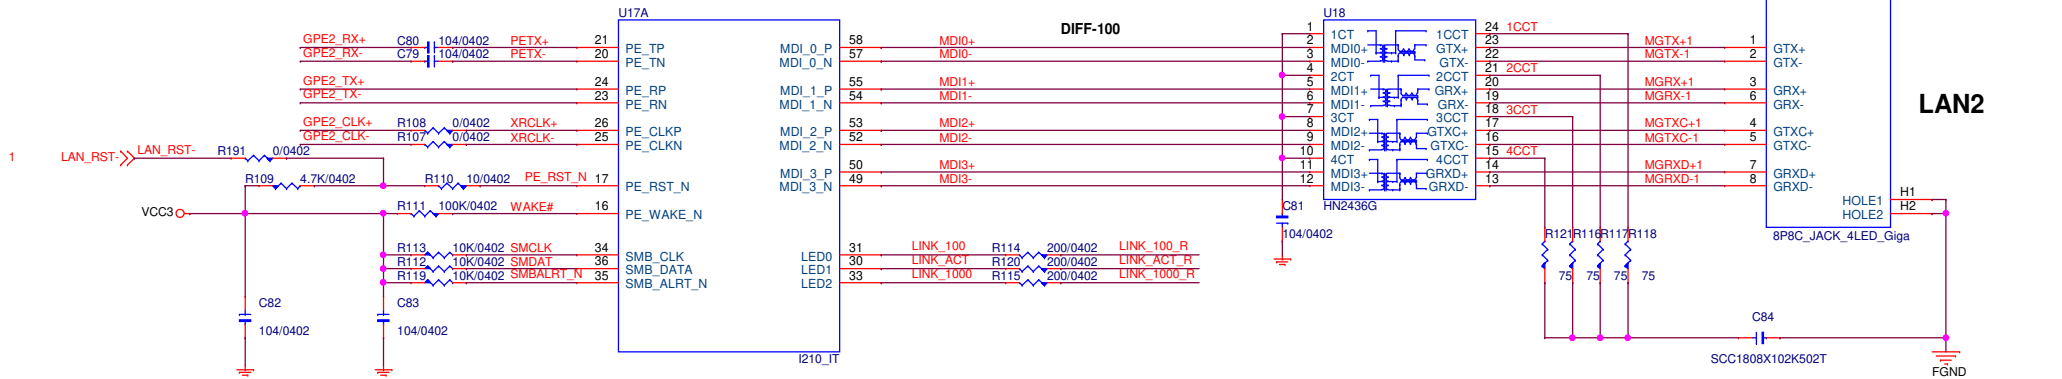 U17A
U18
DIFF-100
GPE2_RX+ C80 104/0402 PETX+ 21 PE_TP MDI_0_P 58 MDI0+
GPE2_RX- C79 104/0402 PETX- 20 PE_TN MDI_0_N 57 MDI0-
GPE2_TX+ 24 PE_RP MDI_1_P 55 MDI1+
GPE2_TX- 23 PE_RN MDI_1_N 54 MDI1-
GPE2_CLK+ R108 0/0402 XRCLK+ 26 PE_CLKP MDI_2_P 53 MDI2+
GPE2_CLK- R107 0/0402 XRCLK- 25 PE_CLKN MDI_2_N 52 MDI2-
1 LAN_RST- LAN_RST- R191 0/0402
MDI_3_P 50 MDI3+
R109 4.7K/0402 R110 10/0402 PE_RST_N 17 PE_RST_N MDI_3_N 49 MDI3-
VCC3 R111 100K/0402 WAKE# 16 PE_WAKE_N
R113 10K/0402 SMCLK 34 SMB_CLK LED0 31 LINK_100 R114 200/0402 LINK_100_R
R112 10K/0402 SMDAT 36 SMB_DATA LED1 30 LINK_ACT R120 200/0402 LINK_ACT_R
R119 10K/0402 SMBALRT_N 35 SMB_ALRT_N LED2 33 LINK_1000 R115 200/0402 LINK_1000_R
C82 C83
104/0402 104/0402
I210_IT
1 1CT 1CCT 24 1CCT
2 MDI0+ GTX+ 23 MGTX+1 1 GTX+
3 MDI0- GTX- 22 MGTX-1 2 GTX-
4 2CT 2CCT 21 2CCT
5 MDI1+ GRX+ 20 MGRX+1 3 GRX+
6 MDI1- GRX- 19 MGRX-1 6 GRX-
7 3CT 3CCT 18 3CCT
8 MDI2+ GTXC+ 17 MGTXC+1 4 GTXC+
9 MDI2- GTXC- 16 MGTXC-1 5 GTXC-
10 4CT 4CCT 15 4CCT
11 MDI3+ GRXD+ 14 MGRXD+1 7 GRXD+
12 MDI3- GRXD- 13 MGRXD-1 8 GRXD-
HN2436G
LAN2
HOLE1 H1
HOLE2 H2
8P8C_JACK_4LED_Giga
C81
104/0402
R121 R116 R117 R118
75 75 75 75
C84
SCC1808X102K502T
FGND